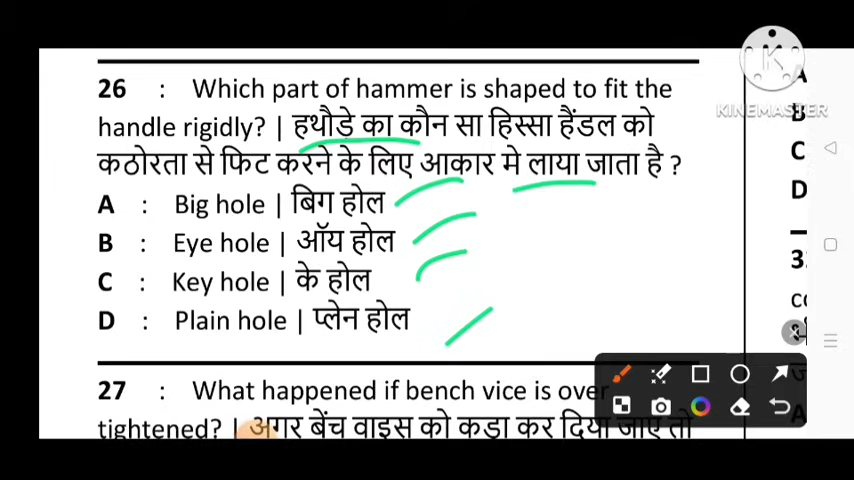 26 : Which part of hammer is shaped to fit the
handle rigidly? | हथौडे का कौन सा हिस्सा हैंडल को
कठोरता से फिट करने के लिए आकार मे लाया जाता है ?
A : Big hole | बिग होल
B : Eye hole | ऑय होल
C : Key hole | के होल
D : Plain hole | प्लेन होल
27 : What happened if bench vice is over
tightened? | अगर बेंच वाइस को कड़ा कर दिया जाए तो
KINEMASTER
B
C
D